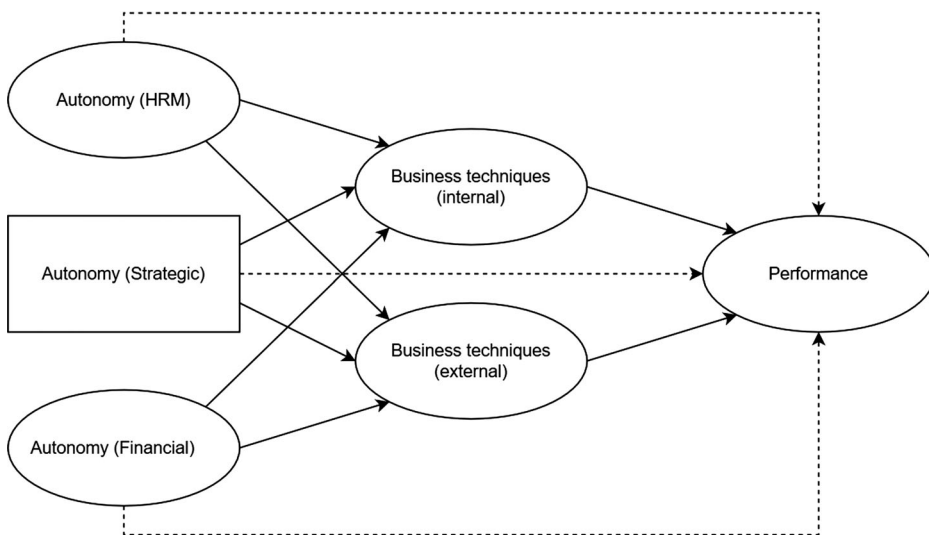 Autonomy (HRM)
Business techniques
(internal)
Autonomy (Strategic)
Performance
Business techniques
(external)
Autonomy (Financial)